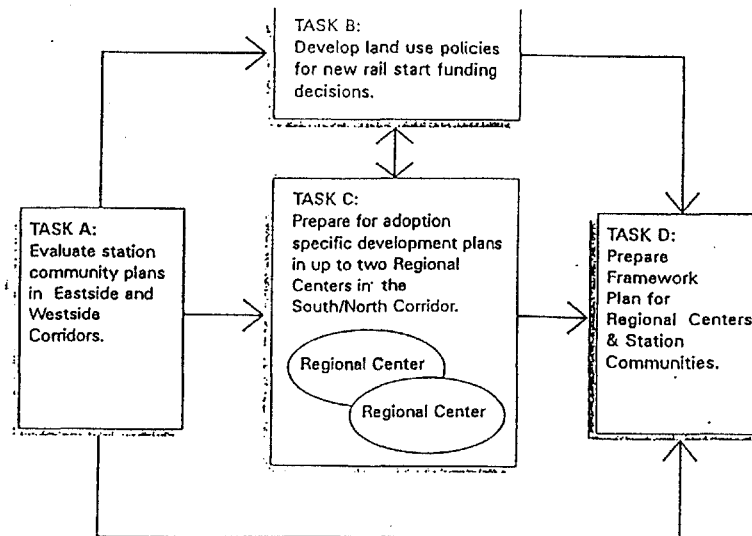 TASK B:
Develop land use policies
for new rail start funding
decisions.
TASK A:
Evaluate station
community plans
in Eastside and
Westside
Corridors.
TASK C:
Prepare for adoption
specific development plans
in up to two Regional
Centers in the
South/North Corridor.
Regional Center
Regional Center
TASK D:
Prepare
Framework
Plan for
Regional Centers
& Station
Communities.